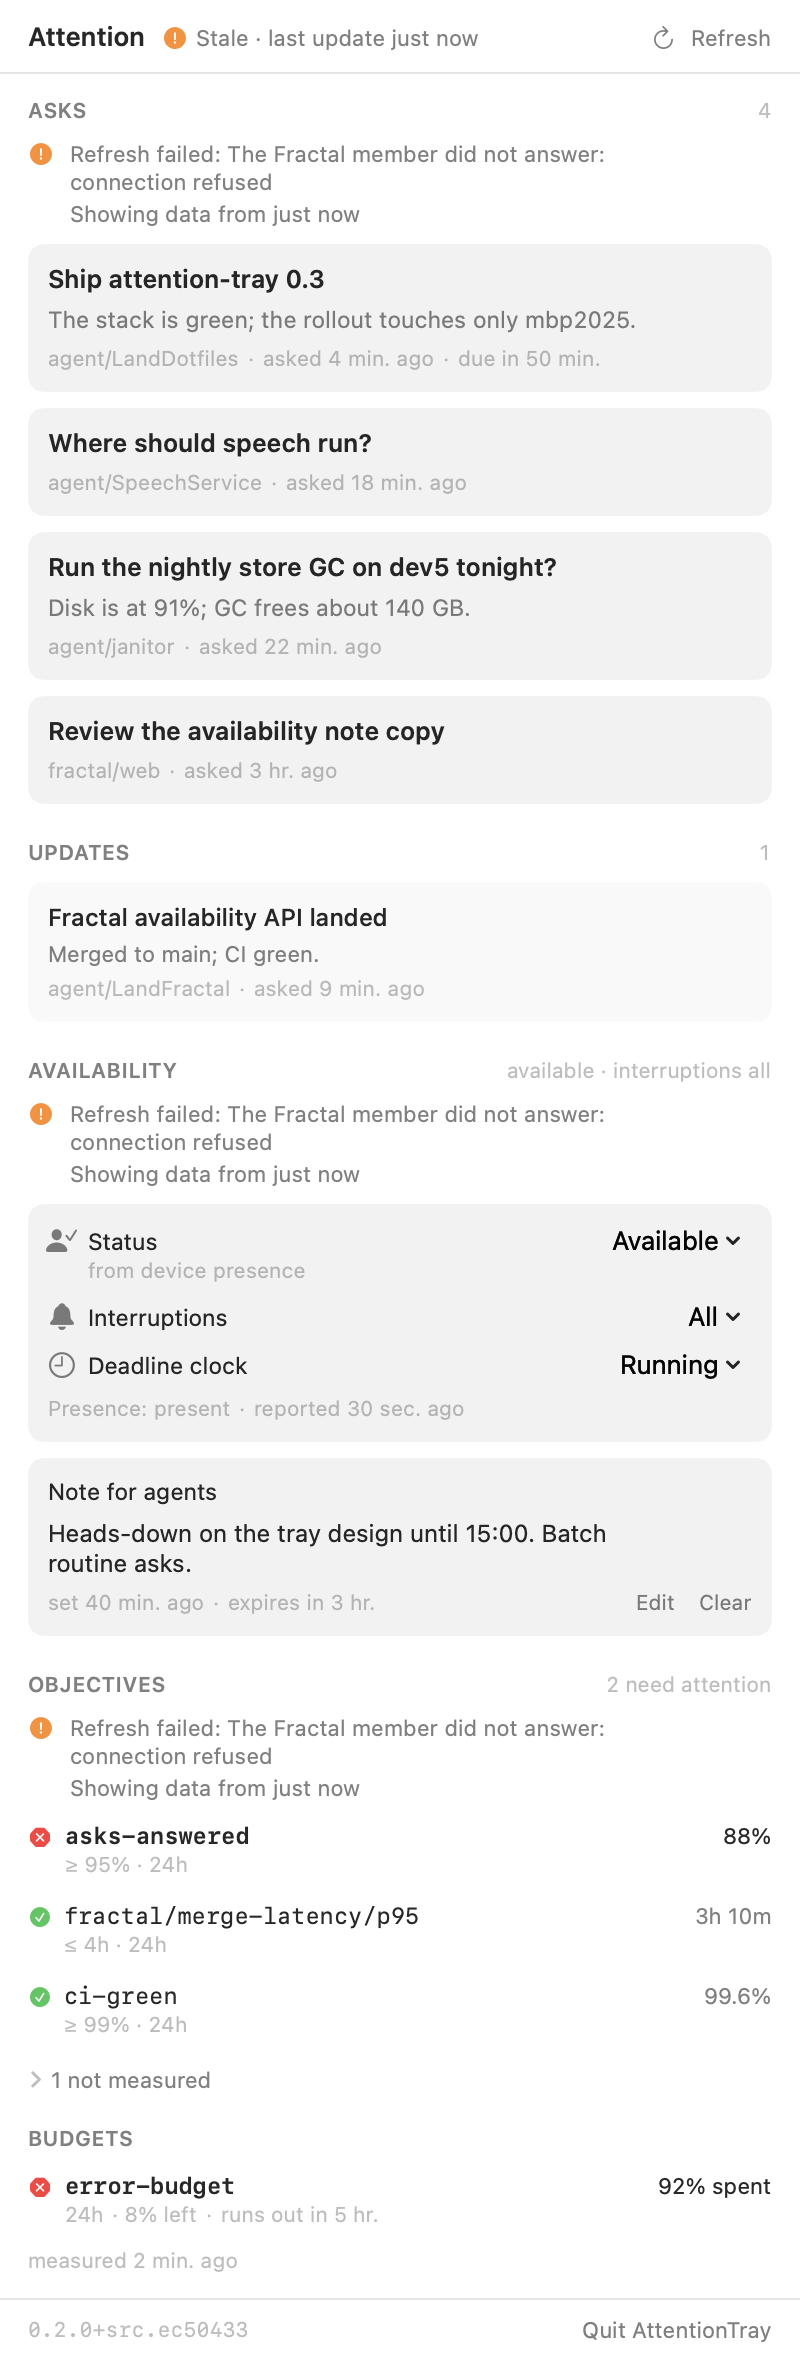 Attention
Stale · last update just now
Refresh
ASKS
4
Refresh failed: The Fractal member did not answer:
connection refused
Showing data from just now
Ship attention-tray 0.3
The stack is green; the rollout touches only mbp2025.
agent/LandDotfiles · asked 4 min. ago · due in 50 min.
Where should speech run?
agent/SpeechService · asked 18 min. ago
Run the nightly store GC on dev5 tonight?
Disk is at 91%; GC frees about 140 GB.
agent/janitor · asked 22 min. ago
Review the availability note copy
fractal/web · asked 3 hr. ago
UPDATES
1
Fractal availability API landed
Merged to main; CI green.
agent/LandFractal · asked 9 min. ago
AVAILABILITY
available · interruptions all
Refresh failed: The Fractal member did not answer:
connection refused
Showing data from just now
Status
Available
from device presence
Interruptions
All
Deadline clock
Running
Presence: present · reported 30 sec. ago
Note for agents
Heads-down on the tray design until 15:00. Batch
routine asks.
set 40 min. ago · expires in 3 hr.
Edit
Clear
OBJECTIVES
2 need attention
Refresh failed: The Fractal member did not answer:
connection refused
Showing data from just now
asks-answered
88%
≥ 95% · 24h
fractal/merge-latency/p95
3h 10m
≤ 4h · 24h
ci-green
99.6%
≥ 99% · 24h
1 not measured
BUDGETS
error-budget
92% spent
24h · 8% left · runs out in 5 hr.
measured 2 min. ago
0.2.0+src.ec50433
Quit AttentionTray